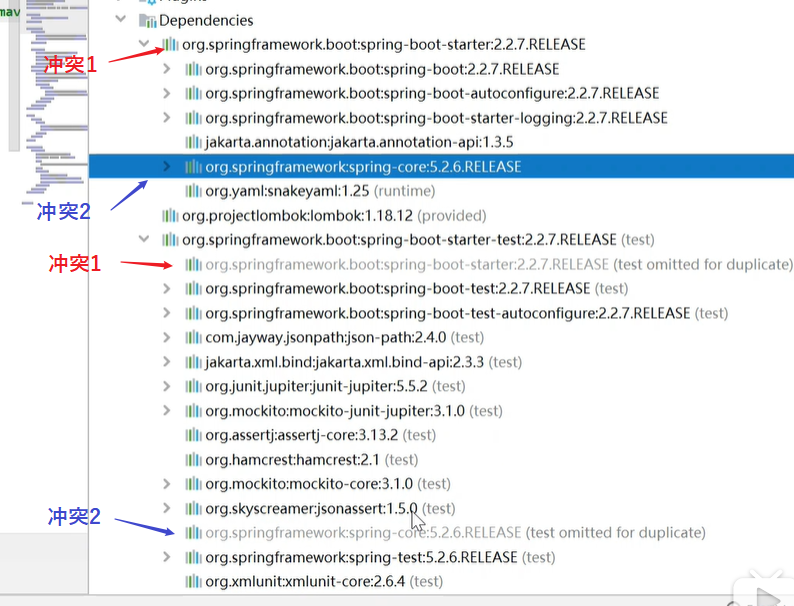 mav
Dependencies
org.springframework.boot:spring-boot-starter:2.2.7.RELEASE
冲突1
org.springframework.boot:spring-boot:2.2.7.RELEASE
org.springframework.boot:spring-boot-autoconfigure:2.2.7.RELEASE
org.springframework.boot:spring-boot-starter-logging:2.2.7.RELEASE
jakarta.annotation:jakarta.annotation-api:1.3.5
org.springframework:spring-core:5.2.6.RELEASE
org.yaml:snakeyaml:1.25 (runtime)
冲突2
org.projectlombok:lombok:1.18.12 (provided)
org.springframework.boot:spring-boot-starter-test:2.2.7.RELEASE (test)
冲突1
org.springframework.boot:spring-boot-starter:2.2.7.RELEASE (test omitted for duplicate)
org.springframework.boot:spring-boot-test:2.2.7.RELEASE (test)
org.springframework.boot:spring-boot-test-autoconfigure:2.2.7.RELEASE (test)
com.jayway.jsonpath:json-path:2.4.0 (test)
jakarta.xml.bind:jakarta.xml.bind-api:2.3.3 (test)
org.junit.jupiter:junit-jupiter:5.5.2 (test)
org.mockito:mockito-junit-jupiter:3.1.0 (test)
org.assertj:assertj-core:3.13.2 (test)
org.hamcrest:hamcrest:2.1 (test)
org.mockito:mockito-core:3.1.0 (test)
org.skyscreamer:jsonassert:1.5.0 (test)
冲突2
org.springframework:spring-core:5.2.6.RELEASE (test omitted for duplicate)
org.springframework:spring-test:5.2.6.RELEASE (test)
org.xmlunit:xmlunit-core:2.6.4 (test)